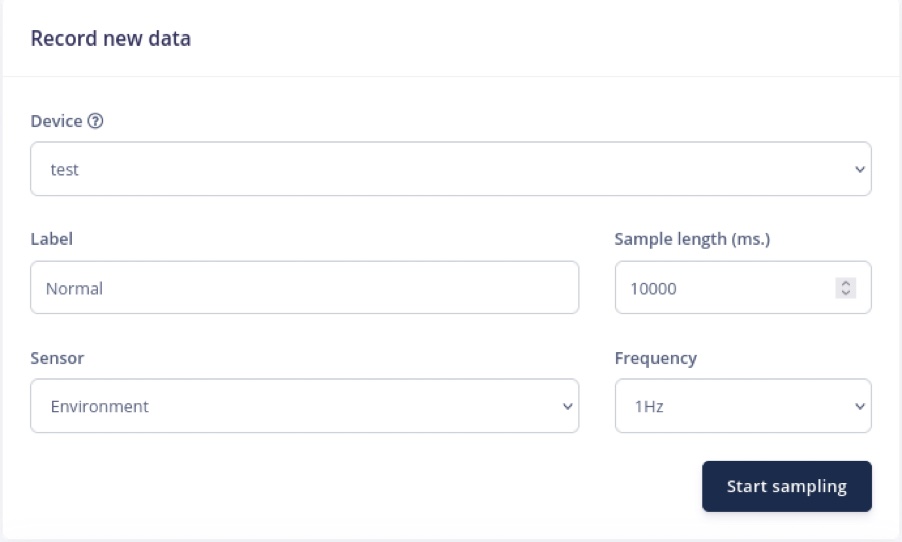 Record new data
Device ?
test
Label
Sample length (ms.)
Normal
10000
Sensor
Frequency
Environment
1Hz
Start sampling